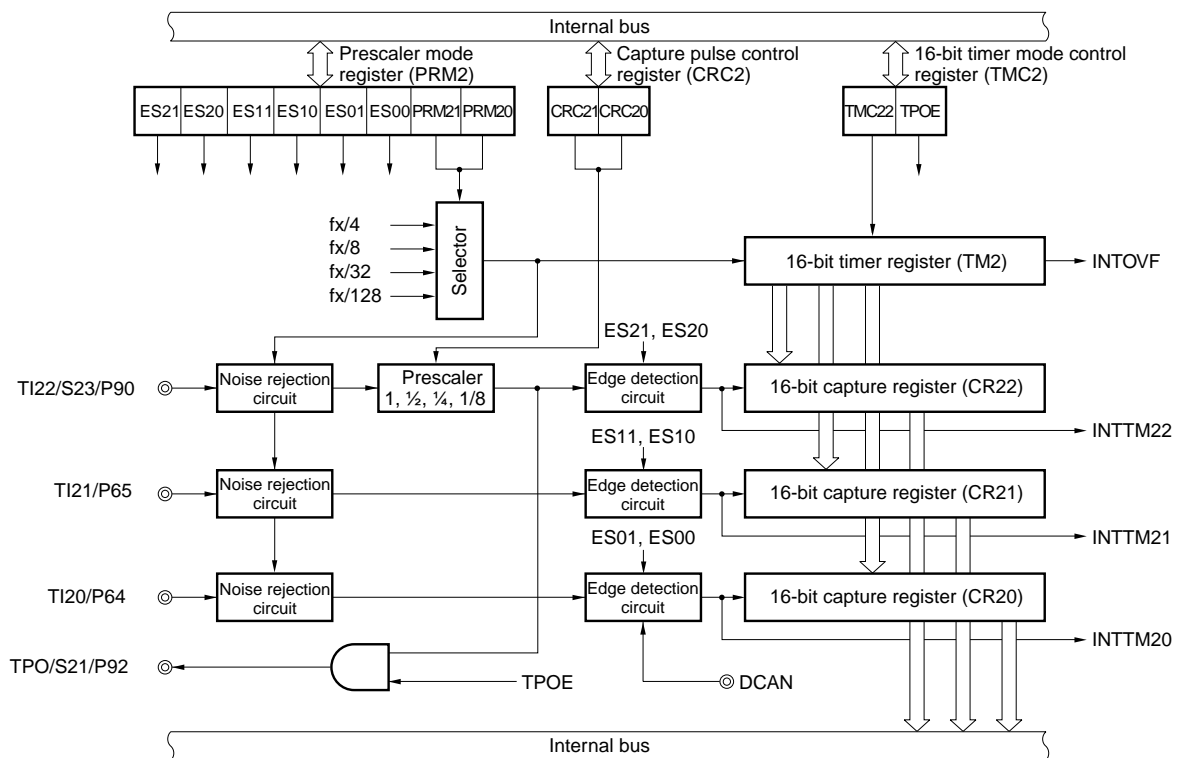 Internal bus
Prescaler mode
register (PRM2)
Capture pulse control
register (CRC2)
16-bit timer mode control
register (TMC2)
ES21 ES20 ES11 ES10 ES01 ES00 PRM21 PRM20
CRC21 CRC20
TMC22 TPOE
fx/4
fx/8
fx/32
fx/128
Selector
16-bit timer register (TM2)
INTOVF
ES21, ES20
TI22/S23/P90
Noise rejection
circuit
Prescaler
1, ½, ¼, 1/8
Edge detection
circuit
16-bit capture register (CR22)
INTTM22
ES11, ES10
TI21/P65
Noise rejection
circuit
Edge detection
circuit
16-bit capture register (CR21)
INTTM21
ES01, ES00
TI20/P64
Noise rejection
circuit
Edge detection
circuit
16-bit capture register (CR20)
INTTM20
TPO/S21/P92
TPOE
DCAN
Internal bus